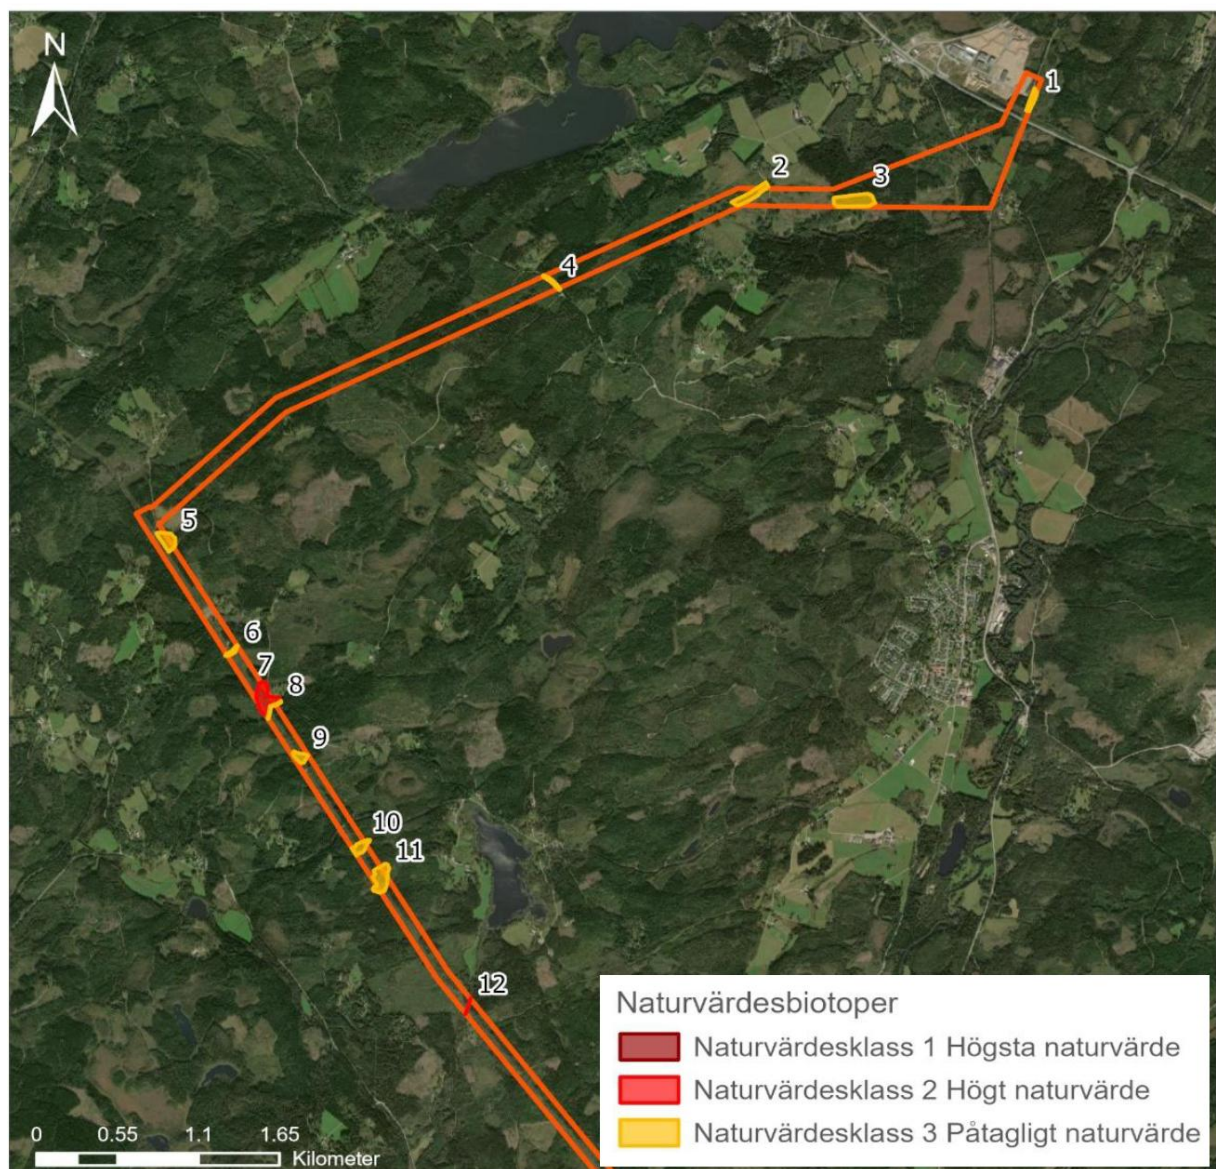 N
1
2
3
4
5
6
7
8
9
10
11
12
Naturvärdesbiotoper
Naturvärdesklass 1 Högsta naturvärde
Naturvärdesklass 2 Högt naturvärde
Naturvärdesklass 3 Påtagligt naturvärde
0 0.55 1.1 1.65
Kilometer